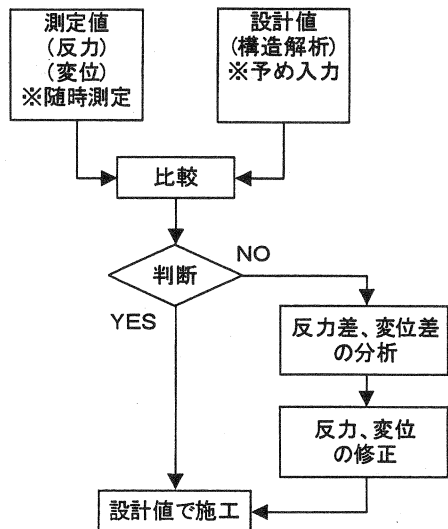 測定値
(反力)
(変位)
※随時測定
設計値
(構造解析)
※予め入力
比較
判断
NO
YES
反力差、変位差
の分析
反力、変位
の修正
設計値で施工